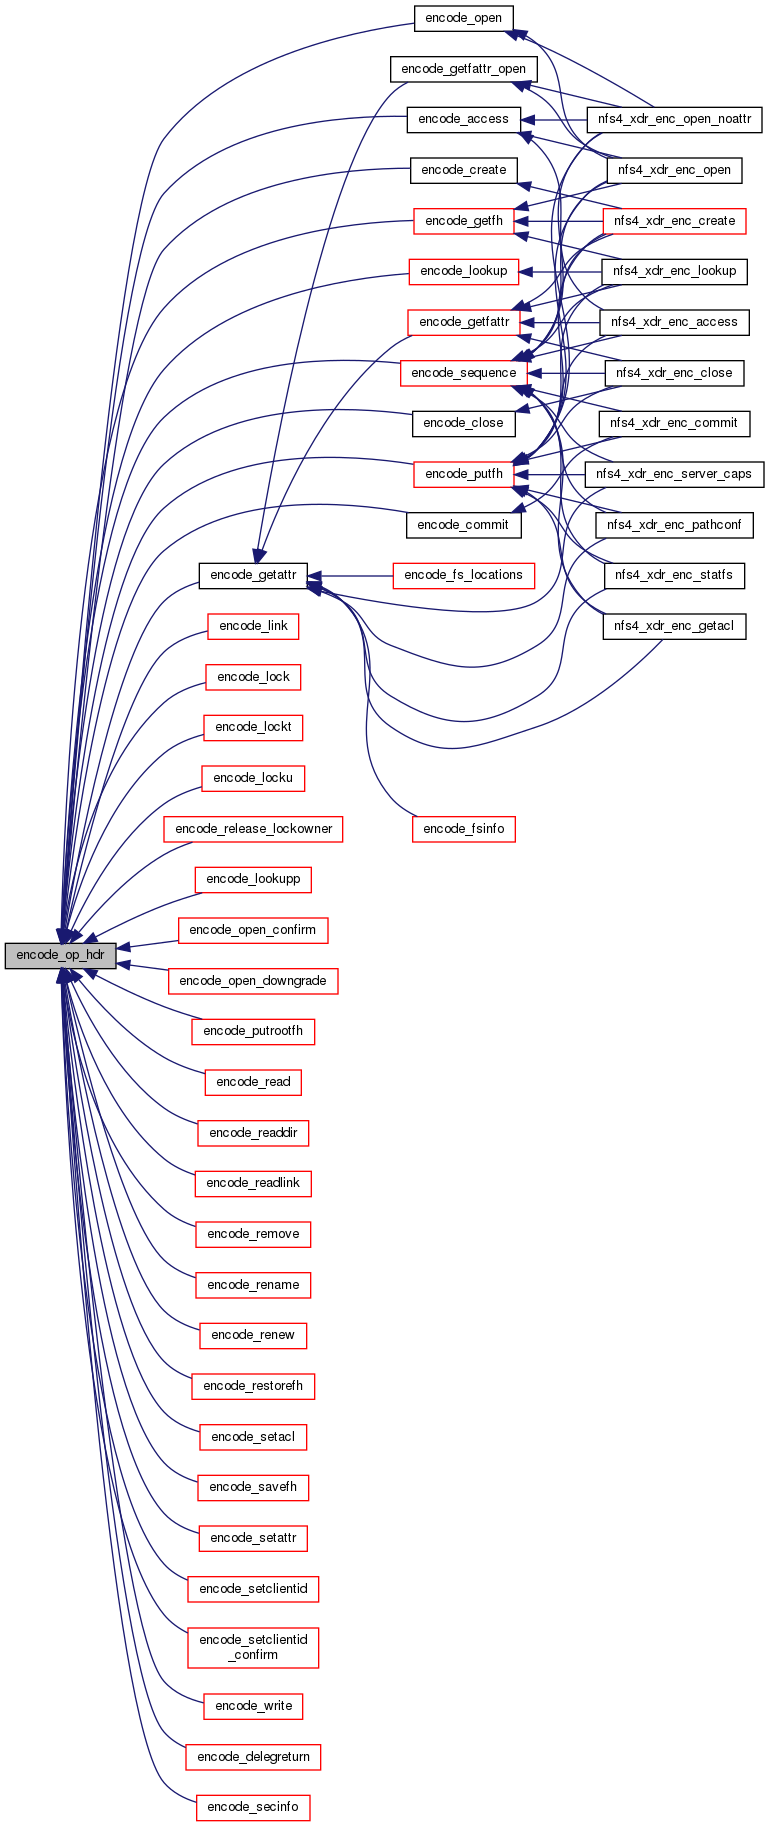 encode_open
encode_getfattr_open
encode_access
nfs4_xdr_enc_open_noattr
encode_create
nfs4_xdr_enc_open
encode_getfh
nfs4_xdr_enc_create
encode_lookup
nfs4_xdr_enc_lookup
encode_getfattr
nfs4_xdr_enc_access
encode_sequence
nfs4_xdr_enc_close
encode_close
nfs4_xdr_enc_commit
encode_putfh
nfs4_xdr_enc_server_caps
encode_commit
nfs4_xdr_enc_pathconf
encode_getattr
encode_fs_locations
nfs4_xdr_enc_statfs
encode_link
nfs4_xdr_enc_getacl
encode_lock
encode_lockt
encode_locku
encode_release_lockowner
encode_fsinfo
encode_lookupp
encode_open_confirm
encode_op_hdr
encode_open_downgrade
encode_putrootfh
encode_read
encode_readdir
encode_readlink
encode_remove
encode_rename
encode_renew
encode_restorefh
encode_setacl
encode_savefh
encode_setattr
encode_setclientid
encode_setclientid
_confirm
encode_write
encode_delegreturn
encode_secinfo